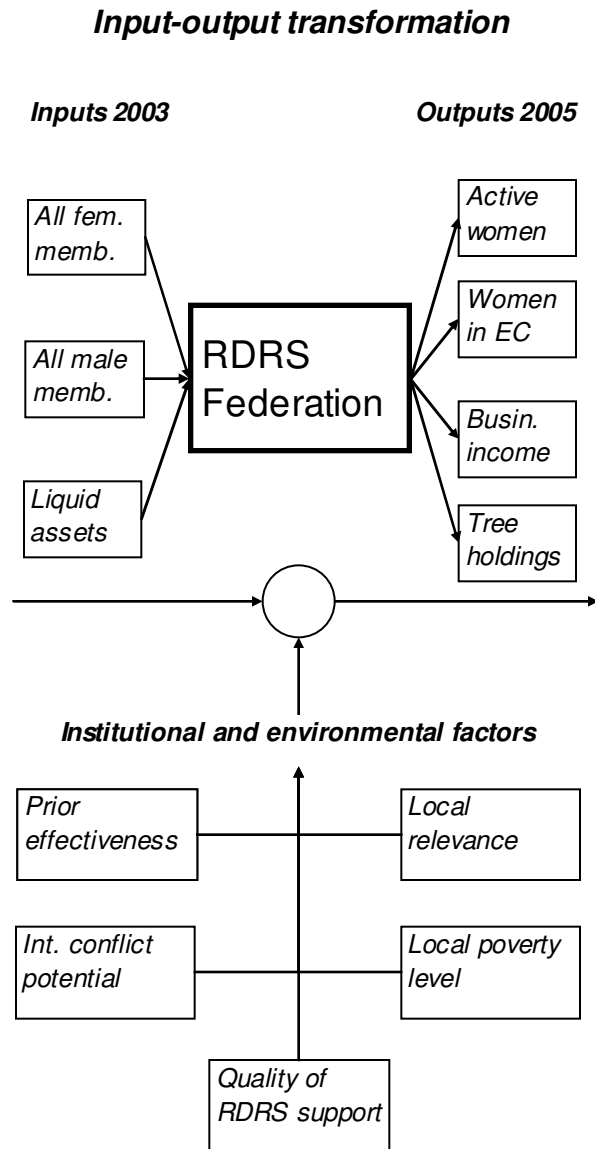 Input-output transformation
Inputs 2003
Outputs 2005
All fem.
memb.
All male
memb.
Liquid
assets
RDRS
Federation
Active
women
Women
in EC
Busin.
income
Tree
holdings
Institutional and environmental factors
Prior
effectiveness
Local
relevance
Int. conflict
potential
Local poverty
level
Quality of
RDRS support